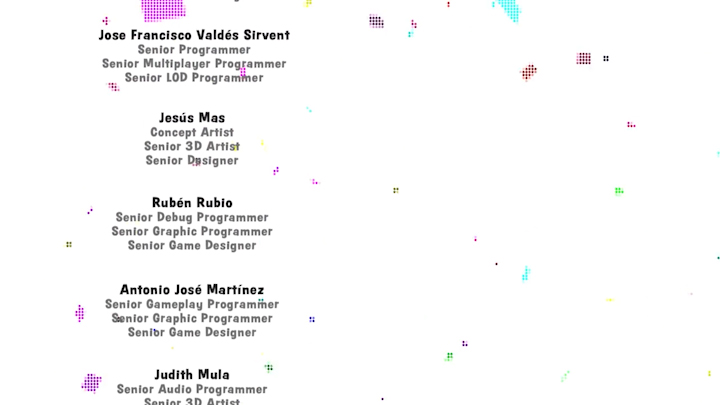 Jose Francisco Valdés Sirvent
Senior Programmer
Senior Multiplayer Programmer
Senior LOD Programmer
Jesús Mas
Concept Artist
Senior 3D Artist
Senior Designer
Rubén Rubio
Senior Debug Programmer
Senior Graphic Programmer
Senior Game Designer
Antonio José Martínez
Senior Gameplay Programmer
Senior Graphic Programmer
Senior Game Designer
Judith Mula
Senior Audio Programmer
Senior 3D Artist